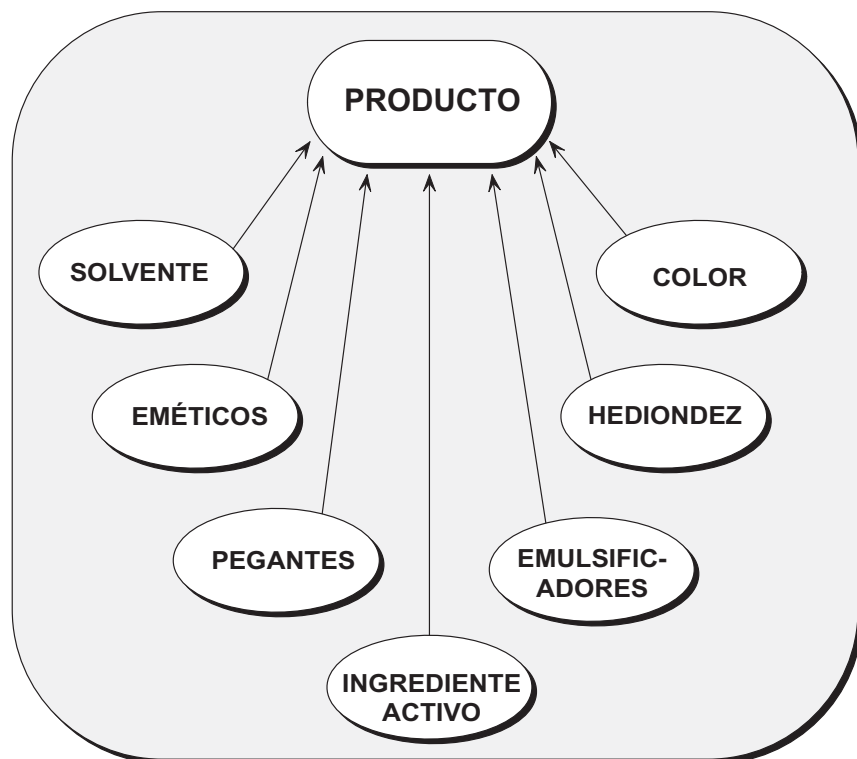 PRODUCTO
SOLVENTE
COLOR
EMÉTICOS
HEDIONDEZ
PEGANTES
EMULSIFIC-
ADORES
INGREDIENTE
ACTIVO